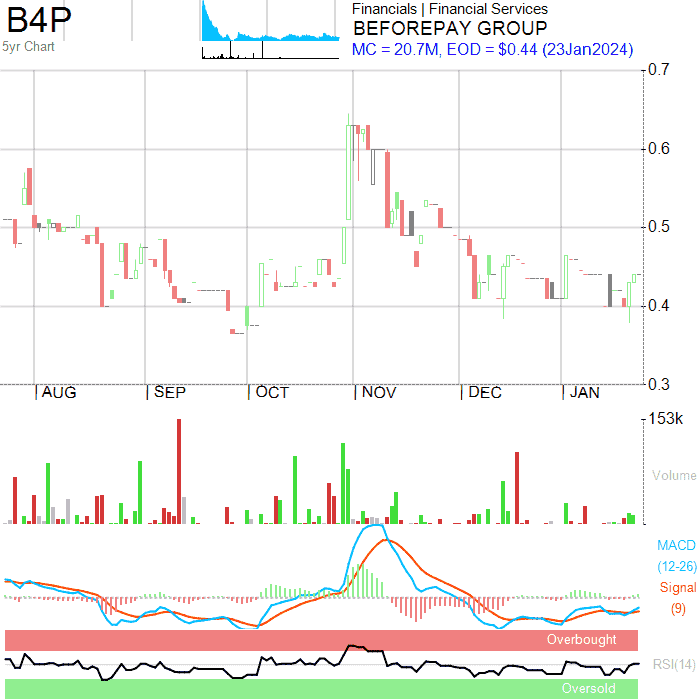 B4P
5yr Chart
Financials | Financial Services
BEFOREPAY GROUP
MC = 20.7M, EOD = $0.44 (23Jan2024)
0.7
0.6
0.5
0.4
0.3
AUG
SEP
OCT
NOV
DEC
JAN
153k
Volume
MACD
(12-26)
Signal
(9)
Overbought
RSI(14)
Oversold